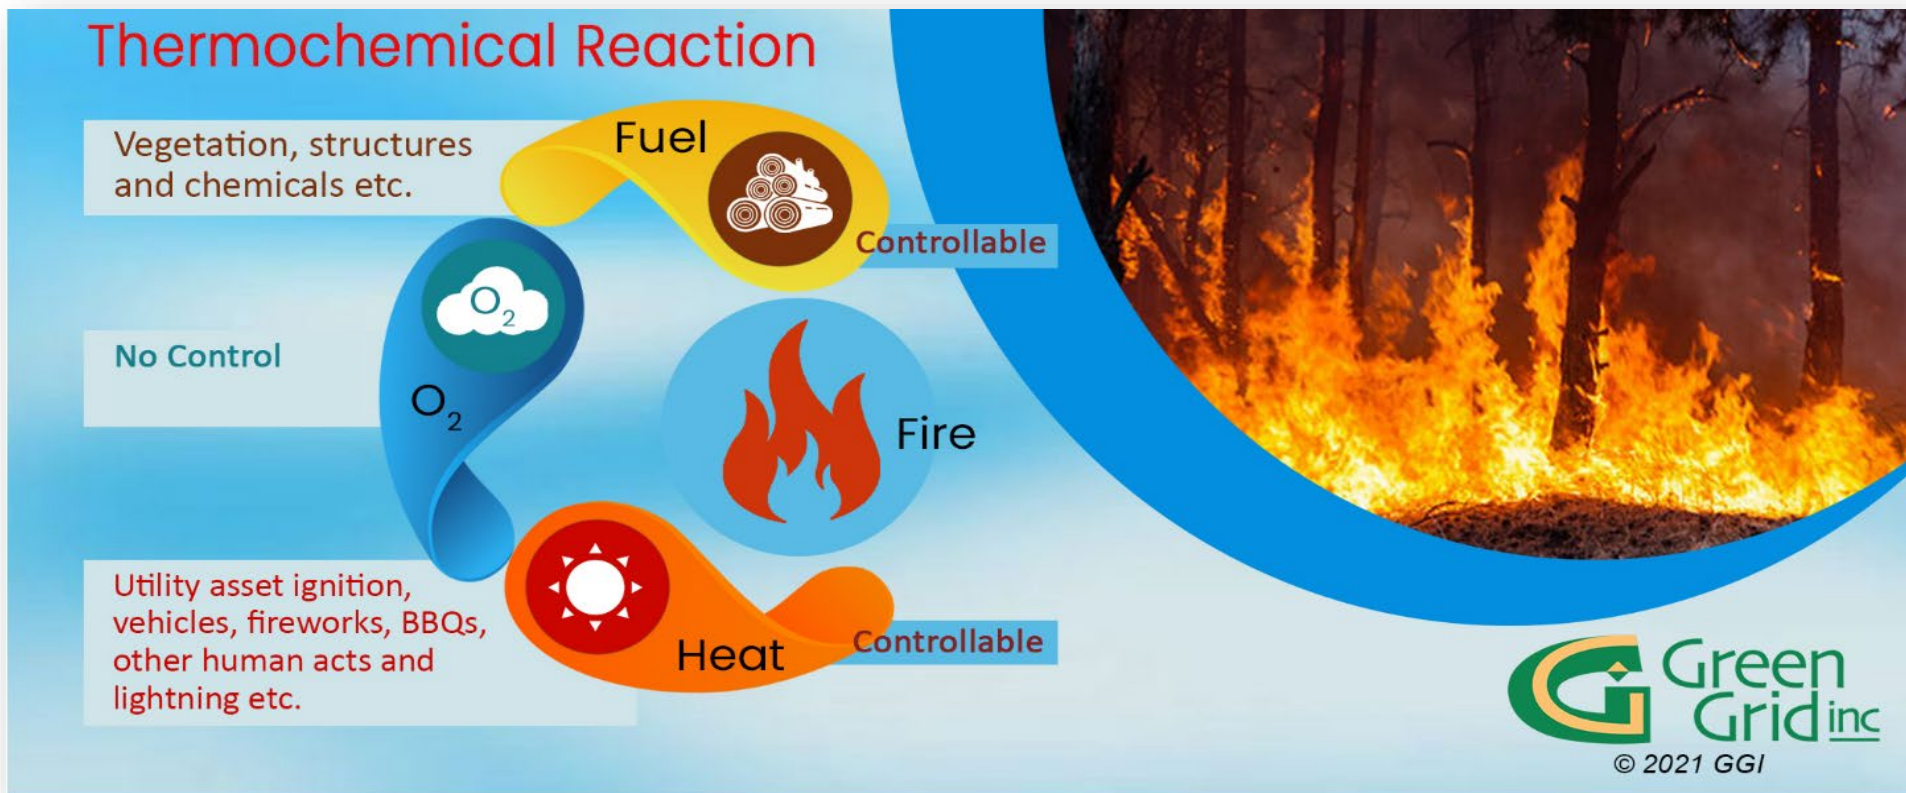 Thermochemical Reaction
Vegetation, structures
and chemicals etc.
Fuel
Controllable
O₂
No Control
O₂
Fire
Utility asset ignition,
vehicles, fireworks, BBQs,
other human acts and
lightning etc.
Heat
Controllable
Green
Grid inc
© 2021 GGI